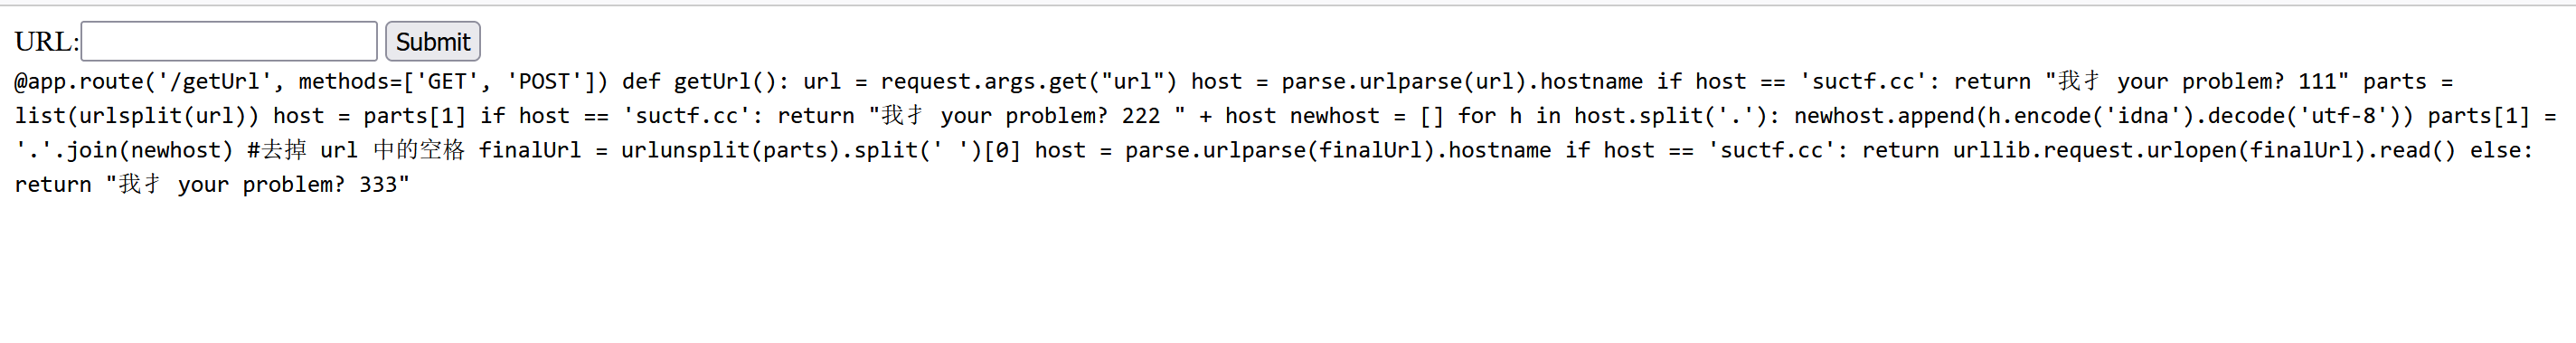 URL: Submit
@app.route('/getUrl', methods=['GET', 'POST']) def getUrl(): url = request.args.get("url") host = parse.urlparse(url).hostname if host == 'suctf.cc': return "我扌 your problem? 111" parts =
list(urlsplit(url)) host = parts[1] if host == 'suctf.cc': return "我扌 your problem? 222 " + host newhost = [] for h in host.split('.'): newhost.append(h.encode('idna').decode('utf-8')) parts[1] =
'.'.join(newhost) #去掉 url 中的空格 finalUrl = urlunsplit(parts).split(' ')[0] host = parse.urlparse(finalUrl).hostname if host == 'suctf.cc': return urllib.request.urlopen(finalUrl).read() else:
return "我扌 your problem? 333"